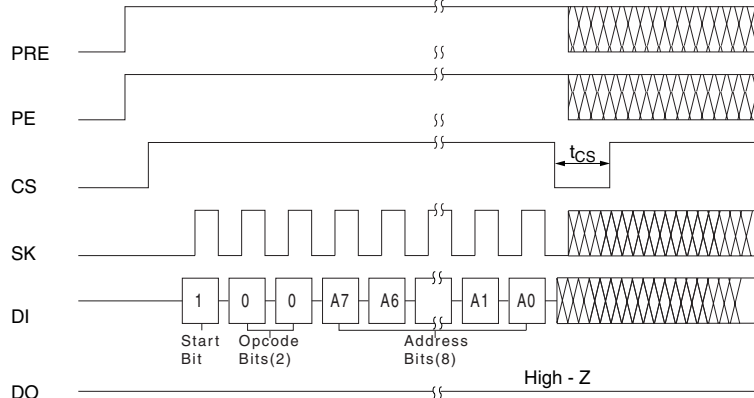 PRE
PE
CS
tCS
SK
DI
1 0 0 A7 A6 A1 A0
Start Bit
Opcode Bits(2)
Address Bits(8)
DO
High - Z